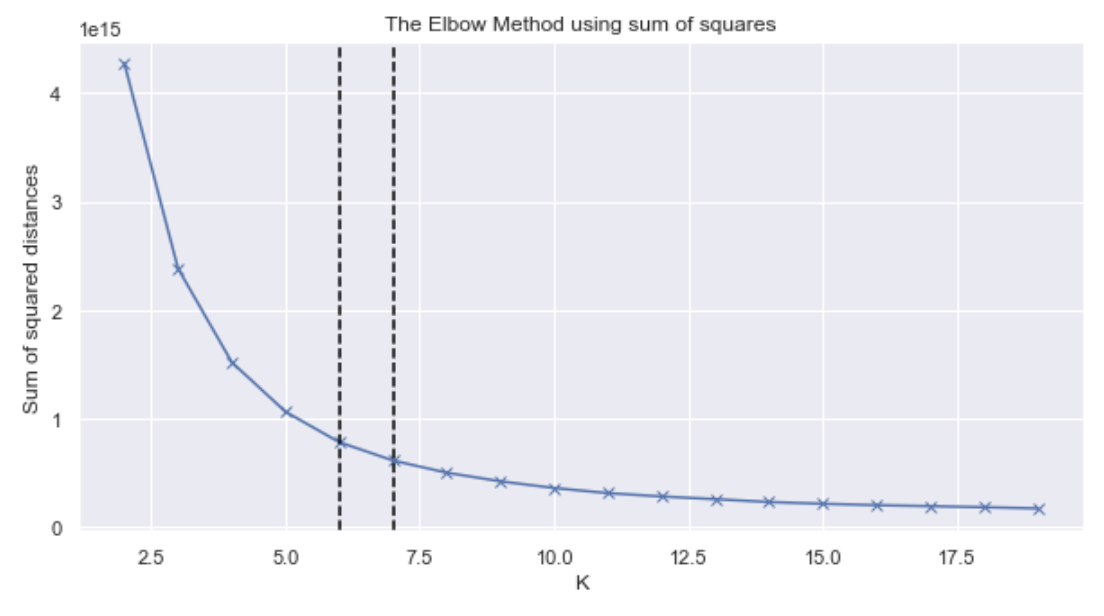 The Elbow Method using sum of squares
1e15
4
3
2
1
0
Sum of squared distances
2.5 5.0 7.5 10.0 12.5 15.0 17.5
K